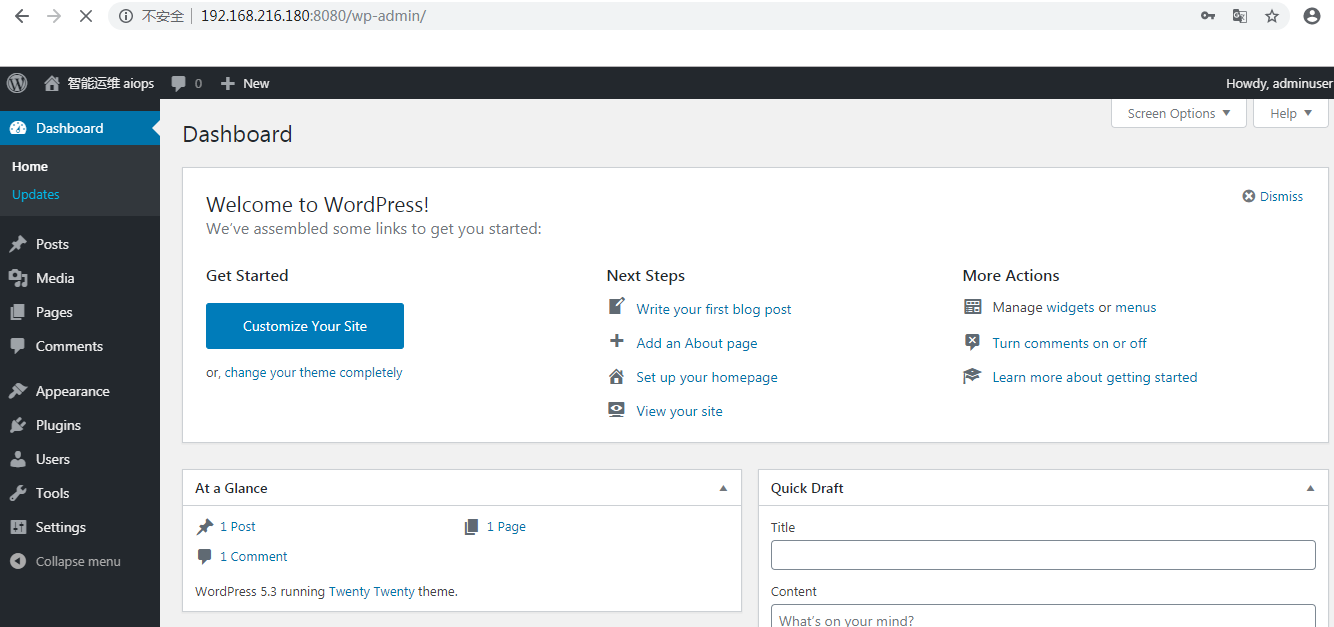 不安全 | 192.168.216.180:8080/wp-admin/
智能运维 aiops 0 New Howdy, adminuser
Screen Options Help
Dashboard
Home
Updates
Posts
Media
Pages
Comments
Appearance
Plugins
Users
Tools
Settings
Collapse menu
Dashboard
Welcome to WordPress!
Dismiss
We've assembled some links to get you started:
Get Started
Customize Your Site
or, change your theme completely
Next Steps
Write your first blog post
Add an About page
Set up your homepage
View your site
More Actions
Manage widgets or menus
Turn comments on or off
Learn more about getting started
At a Glance
1 Post 1 Page
1 Comment
WordPress 5.3 running Twenty Twenty theme.
Quick Draft
Title
Content
What's on your mind?